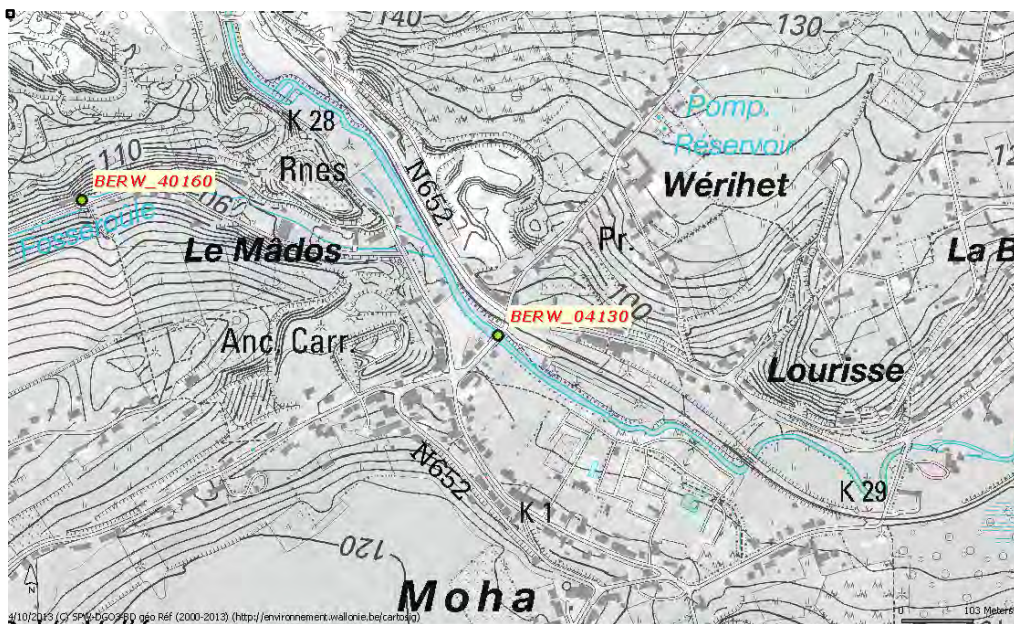 140
130
K 28
Pomp.
Réservoir
110
BERW_40160
Rnes
N652
Wérihet
Fosseroule
Le Mâdos
Pr.
La B
100
BERW_04130
Anc. Carr.
Lourisse
N652
K 29
K 1
120
Moha
4/10/2013 (C) SPW-DGO3-BD géo Réf (2000-2013) (http://environnement.wallonie.be/cartosig)
N
0
103 Meters